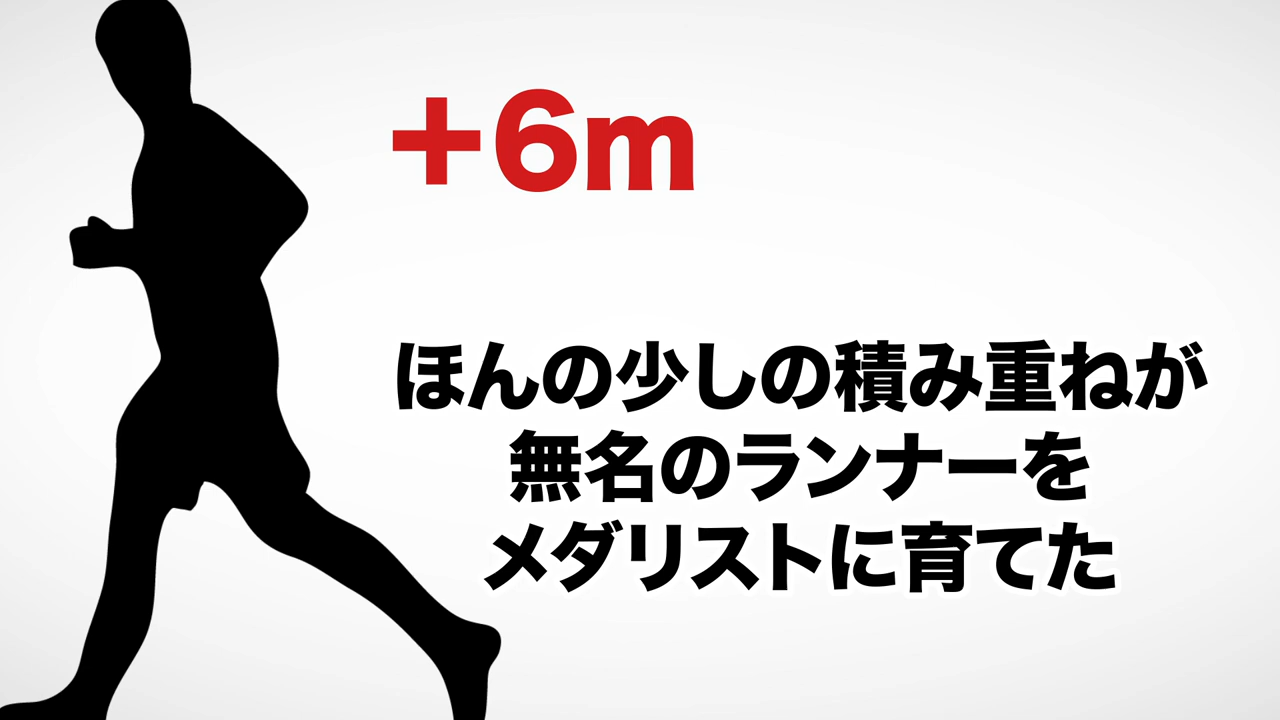 +6m
ほんの少しの積み重ねが
無名のランナーを
メダリストに育てた